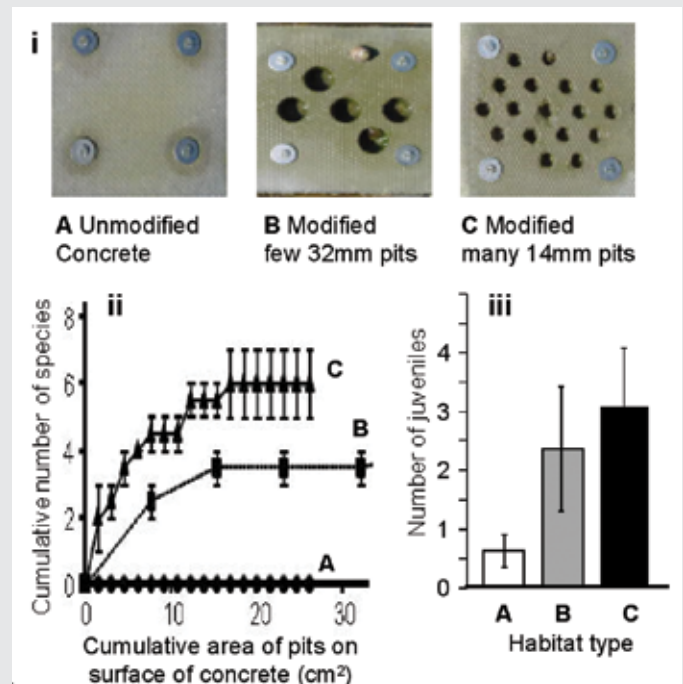 i
A Unmodified
Concrete
B Modified
few 32mm pits
C Modified
many 14mm pits
ii
Cumulative number of species
8
6
4
2
0
C
B
A
0 10 20 30
Cumulative area of pits on
surface of concrete (cm²)
iii
Number of juveniles
4
3
2
1
0
A B C
Habitat type